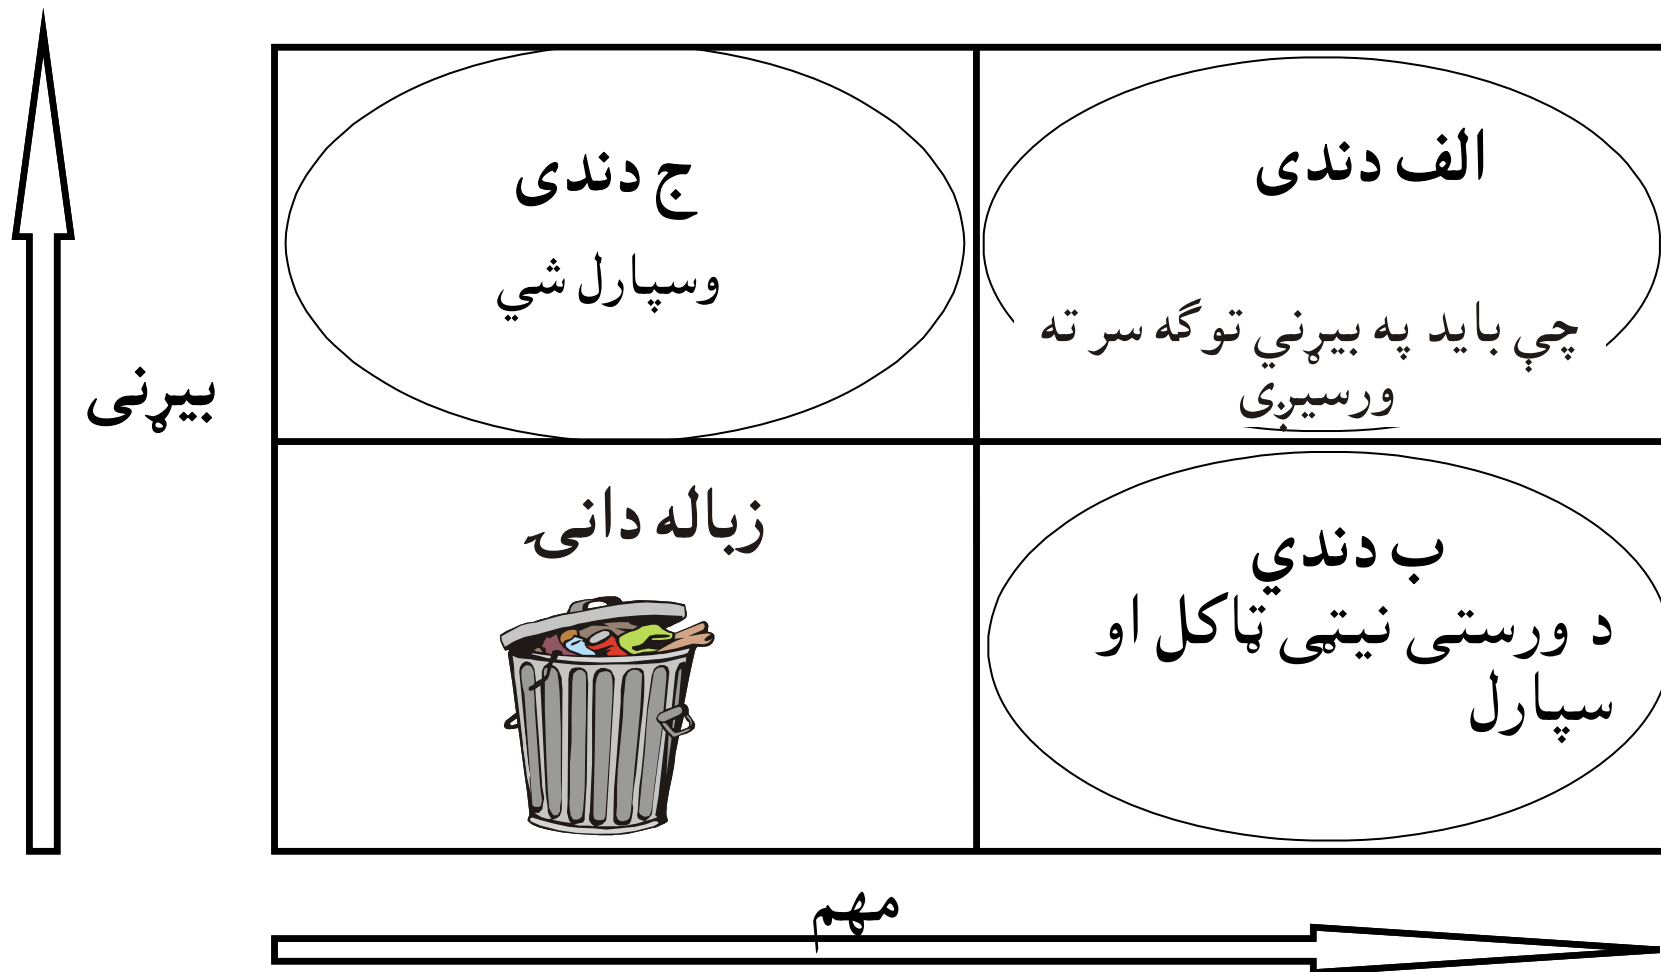 الف دندی
چې باید په بیړني توګه سر ته
ورسیږی
ج دندی
وسپارل شي
بیړنی
ب دندي
د ورستی نیټی ټاکل او
سپارل
زباله دانۍ
مهم